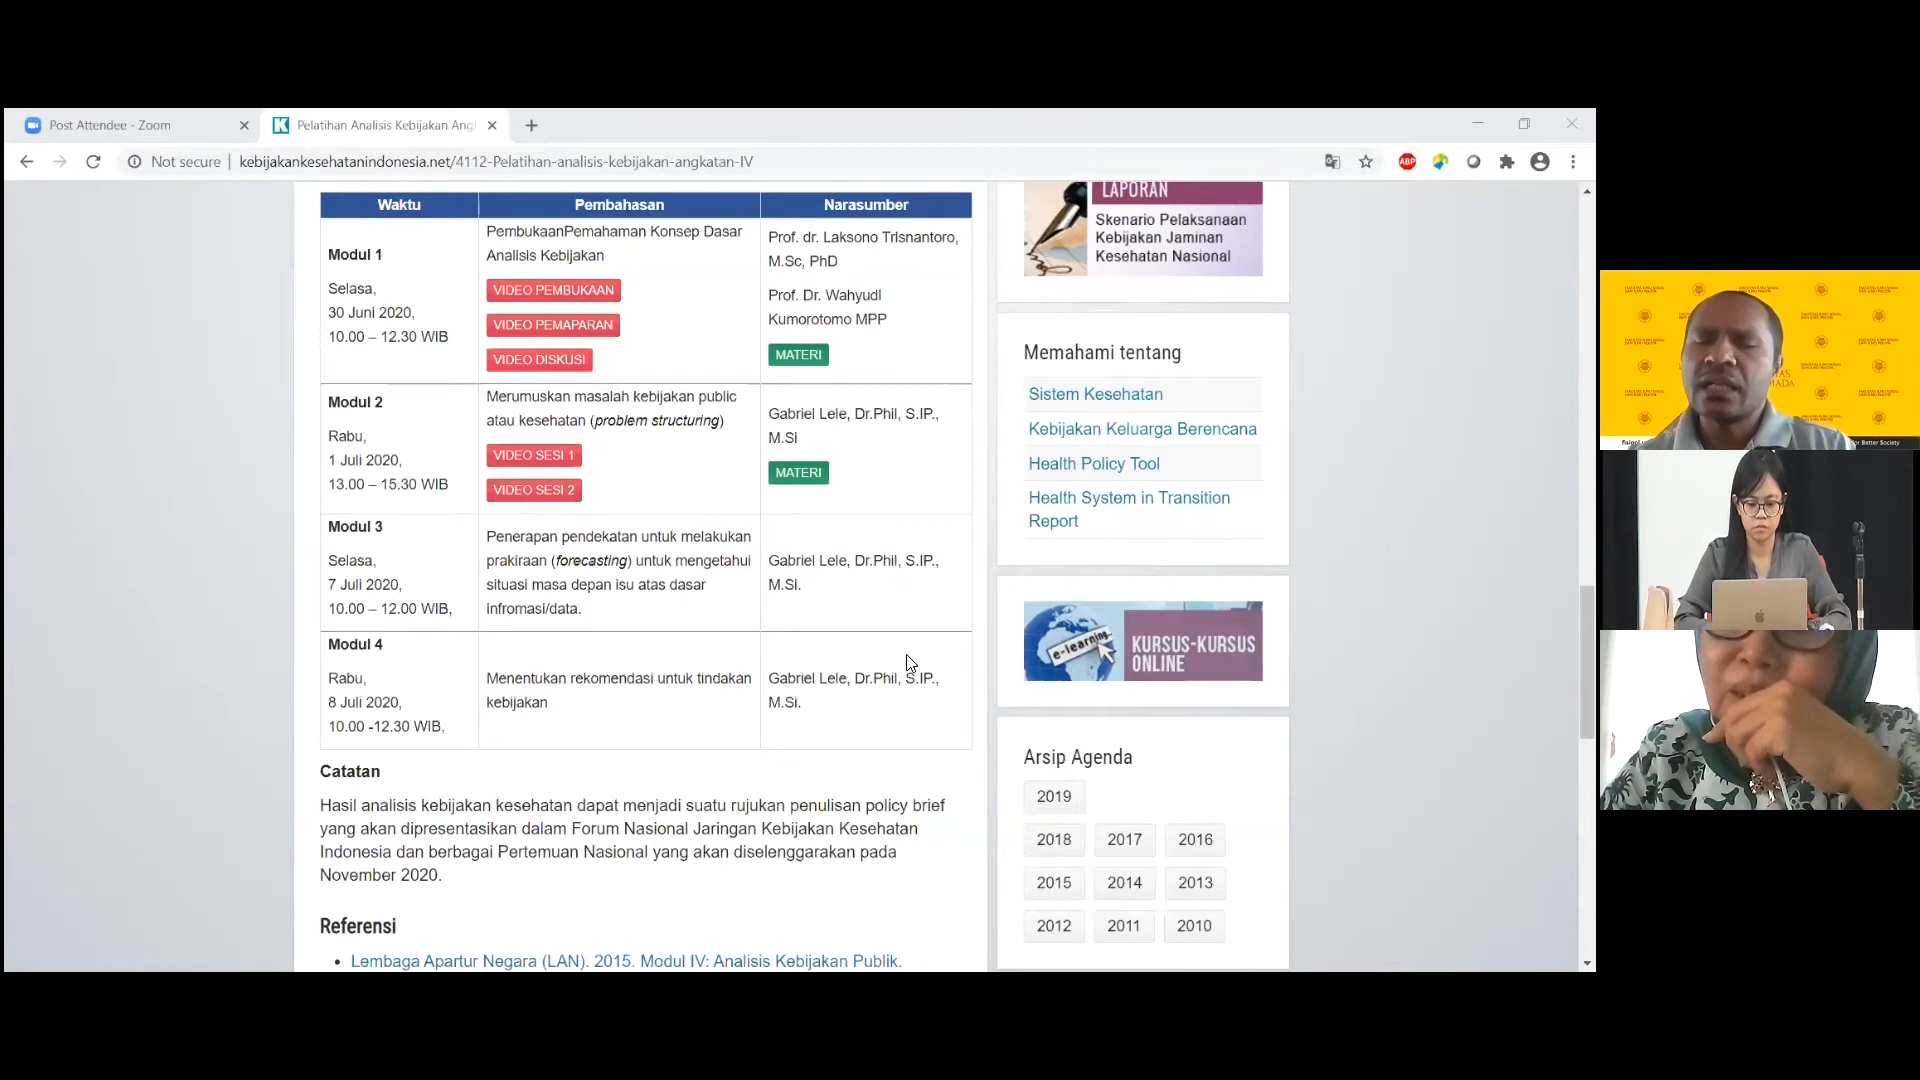 Post Attendee - Zoom
Pelatihan Analisis Kebijakan Ang
Not secure | kebijakankesehatanindonesia.net/4112-Pelatihan-analisis-kebijakan-angkatan-IV
ABP
Waktu
Pembahasan
Narasumber
Modul 1
Selasa,
30 Juni 2020,
10.00 – 12.30 WIB
PembukaanPemahaman Konsep Dasar
Analisis Kebijakan
VIDEO PEMBUKAAN
VIDEO PEMAPARAN
VIDEO DISKUSI
Prof. dr. Laksono TrIsnantoro,
M.Sc, PhD
Prof. Dr. WahyudI
Kumorotomo MPP
MATERI
Modul 2
Rabu,
1 Juli 2020,
13.00 – 15.30 WIB
Merumuskan masalah kebijakan public
atau kesehatan (problem structuring)
VIDEO SESI 1
VIDEO SESI 2
Gabriel Lele, Dr.Phil, S.IP.,
M.Si
MATERI
Modul 3
Selasa,
7 Juli 2020,
10.00 – 12.00 WIB,
Penerapan pendekatan untuk melakukan
prakiraan (forecasting) untuk mengetahui
situasi masa depan isu atas dasar
infromasi/data.
Gabriel Lele, Dr.Phil, S.IP.,
M.Si.
Modul 4
Rabu,
8 Juli 2020,
10.00 -12.30 WIB,
Menentukan rekomendasi untuk tindakan
kebijakan
Gabriel Lele, Dr.Phil, S.IP.,
M.Si.
Catatan
Hasil analisis kebijakan kesehatan dapat menjadi suatu rujukan penulisan policy brief
yang akan dipresentasikan dalam Forum Nasional Jaringan Kebijakan Kesehatan
Indonesia dan berbagai Pertemuan Nasional yang akan diselenggarakan pada
November 2020.
Referensi
• Lembaga Apartur Negara (LAN). 2015. Modul IV: Analisis Kebijakan Publik.
LAPORAN
Skenario Pelaksanaan
Kebijakan Jaminan
Kesehatan Nasional
Memahami tentang
Sistem Kesehatan
Kebijakan Keluarga Berencana
Health Policy Tool
Health System in Transition
Report
e-learning
KURSUS-KURSUS
ONLINE
Arsip Agenda
2019
2018 2017 2016
2015 2014 2013
2012 2011 2010
for Better Society